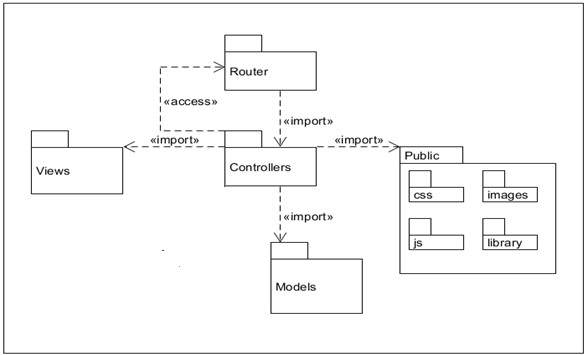 Router
«access»
«import»
«import»
«import»
Public
Views
Controllers
css
images
js
library
«import»
Models